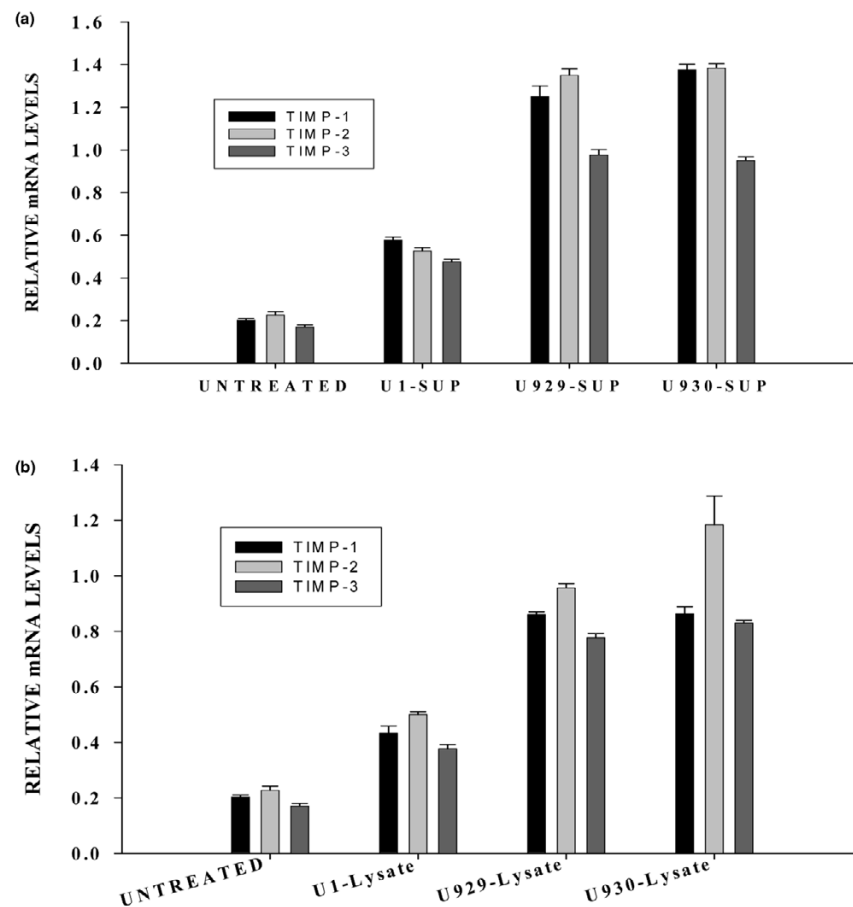 (a)
RELATIVE mRNA LEVELS
1.6
1.4
1.2
1.0
0.8
0.6
0.4
0.2
0.0
TIMP-1
TIMP-2
TIMP-3
UNTREATED U1-SUP U929-SUP U930-SUP
(b)
RELATIVE mRNA LEVELS
1.4
1.2
1.0
0.8
0.6
0.4
0.2
0.0
TIMP-1
TIMP-2
TIMP-3
UNTREATED U1-Lysate U929-Lysate U930-Lysate